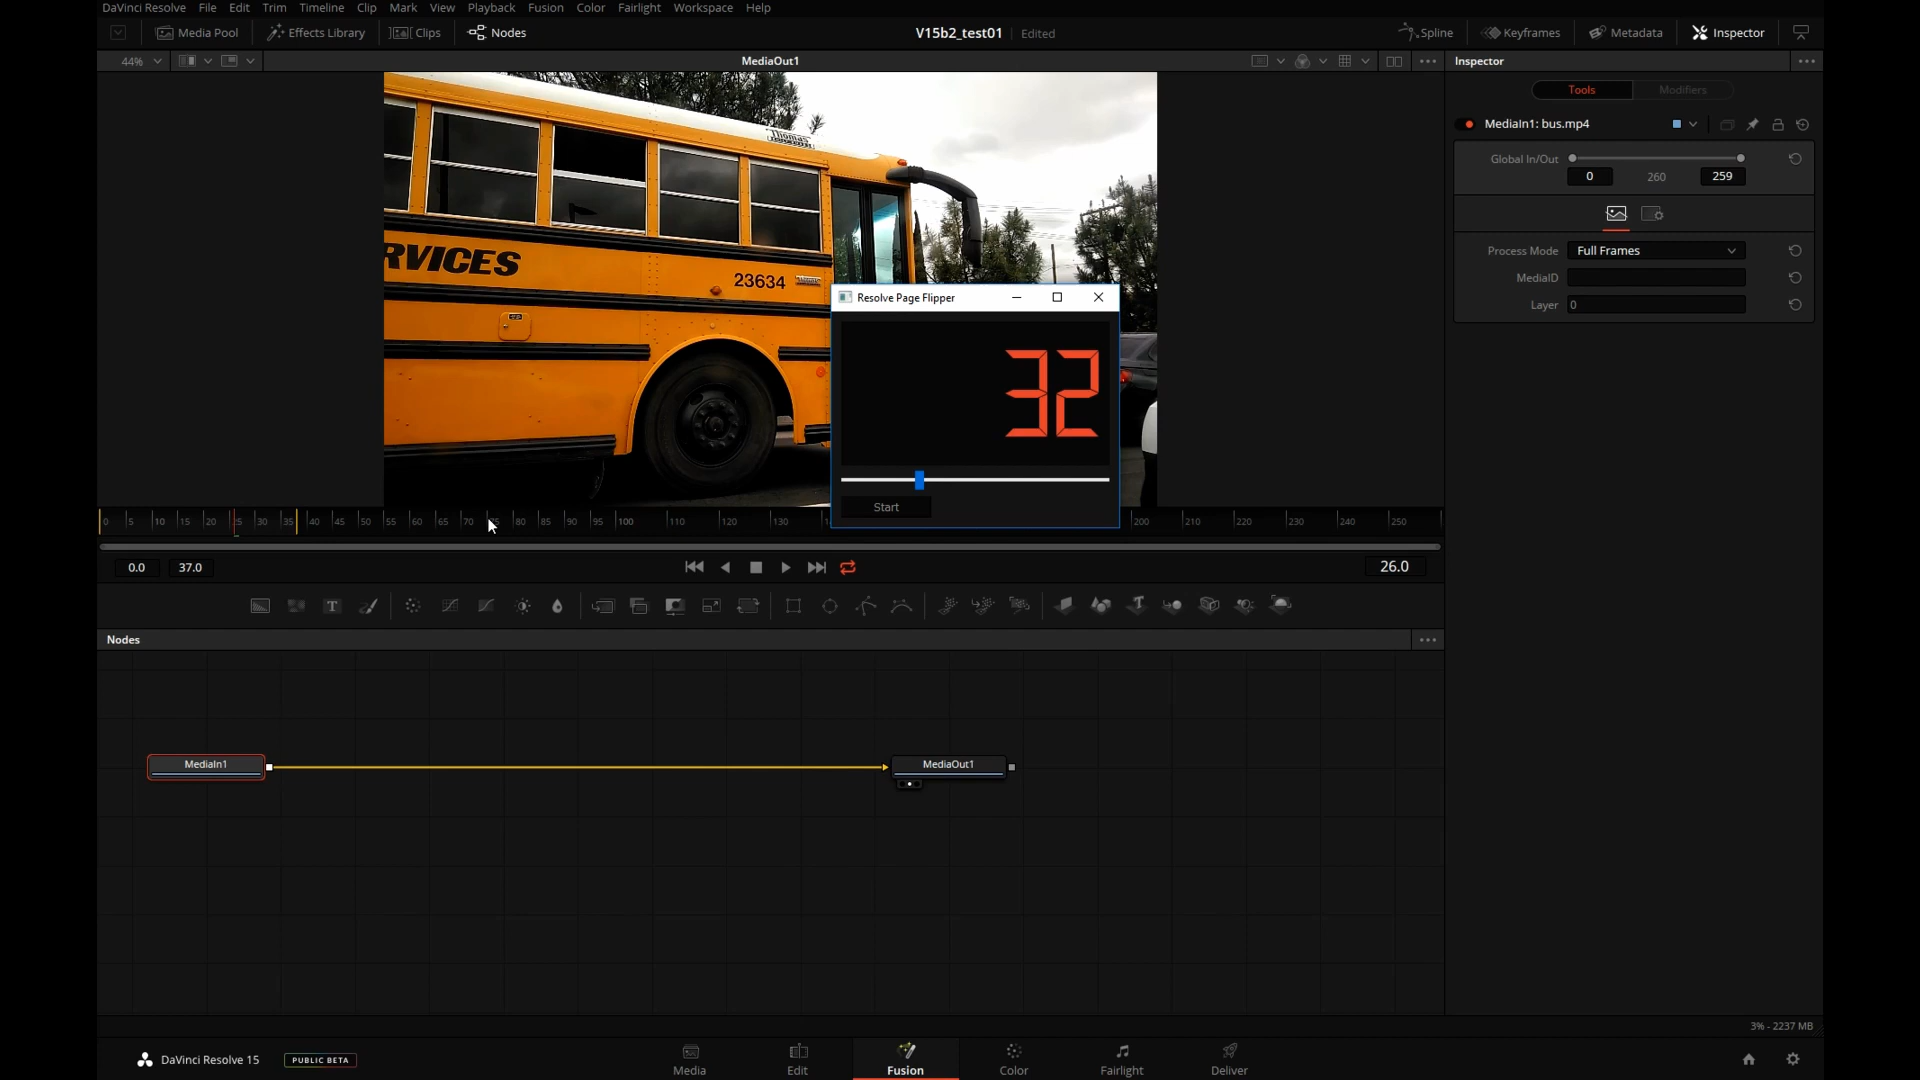 DaVinci Resolve File Edit Trim Timeline Clip Mark View Playback Fusion Color Fairlight Workspace Help
Media Pool Effects Library Clips Nodes V15b2_test01 Edited Spline Keyframes Metadata Inspector
44% MediaOut1 Inspector
Tools Modifiers
MediaIn1: bus.mp4
Global In/Out
0 260 259
Process Mode Full Frames
MediaID
Layer 0
Thomas
RVICES
23634
Resolve Page Flipper
32
Start
0 5 10 15 20 25 30 35 40 45 50 55 60 65 70 75 80 85 90 95 100 110 120 130 200 210 220 230 240 250
0.0 37.0 26.0
Nodes
MediaIn1 MediaOut1
3% - 2237 MB
DaVinci Resolve 15 PUBLIC BETA
Media Edit Fusion Color Fairlight Deliver